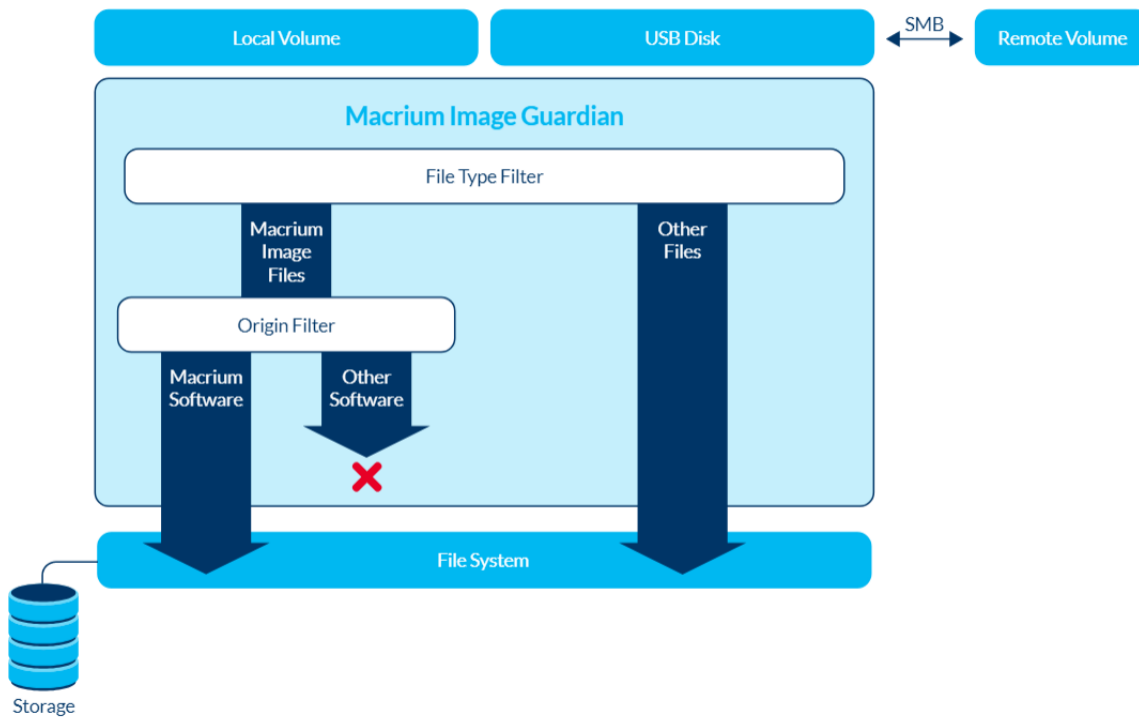 Local Volume
USB Disk
SMB
Remote Volume
Macrium Image Guardian
File Type Filter
Macrium
Image
Files
Other
Files
Origin Filter
Macrium
Software
Other
Software
File System
Storage